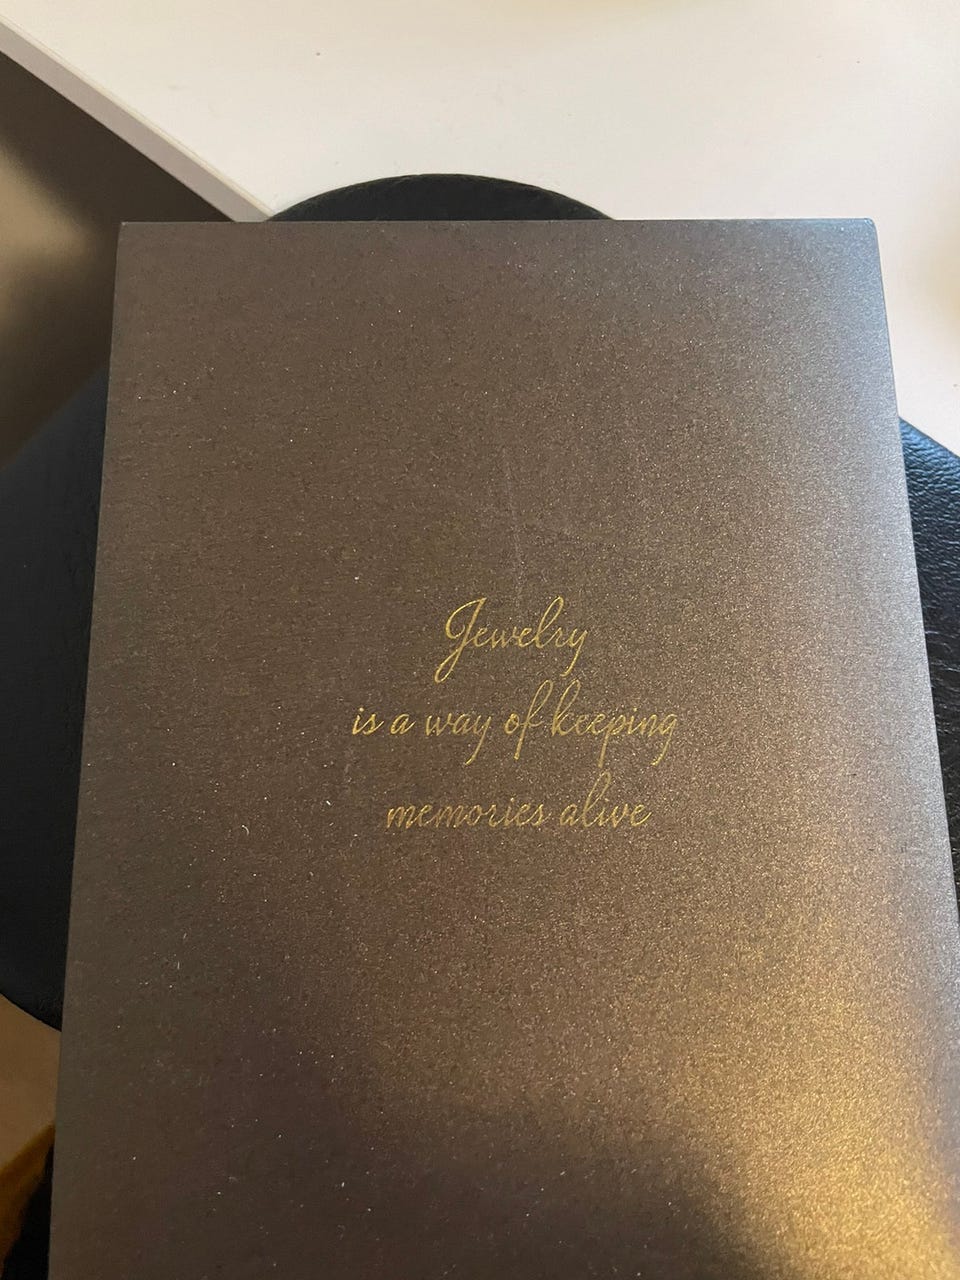 Jewelry
is a way of keeping
memories alive